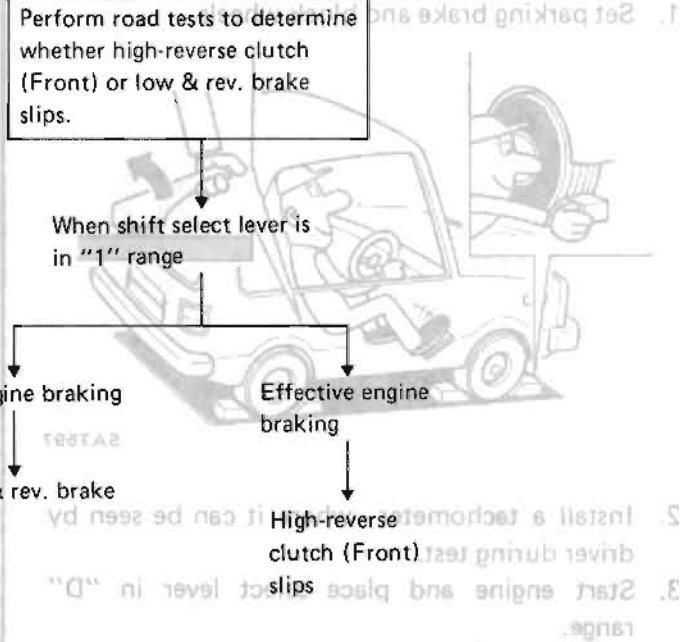 Perform road tests to determine
whether high-reverse clutch
(Front) or low & rev. brake
slips.
When shift select lever is
in "1" range
gine braking
Effective engine
braking
rev. brake
High-reverse
clutch (Front)
slips
1. Set parking brake and block wheels.
SAT597
2. Install a tachometer where it can be seen by
driver during test.
3. Start engine and place select lever in "D"
range.